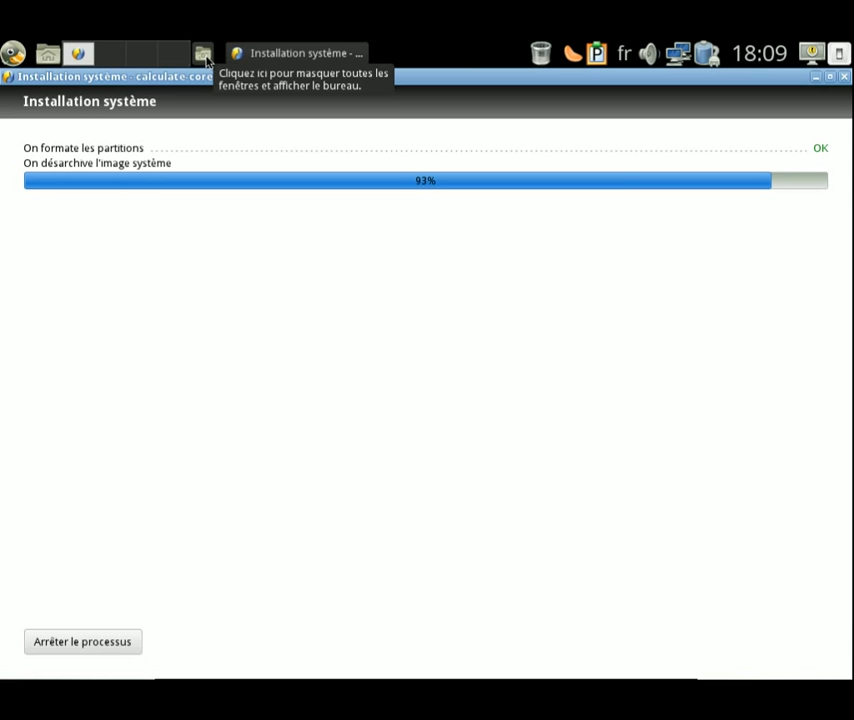 Installation système - ...
fr
18:09
Installation système - calculate-core
Cliquez ici pour masquer toutes les
fenêtres et afficher le bureau.
Installation système
On formate les partitions
OK
On désarchive l'image système
93%
Arrêter le processus